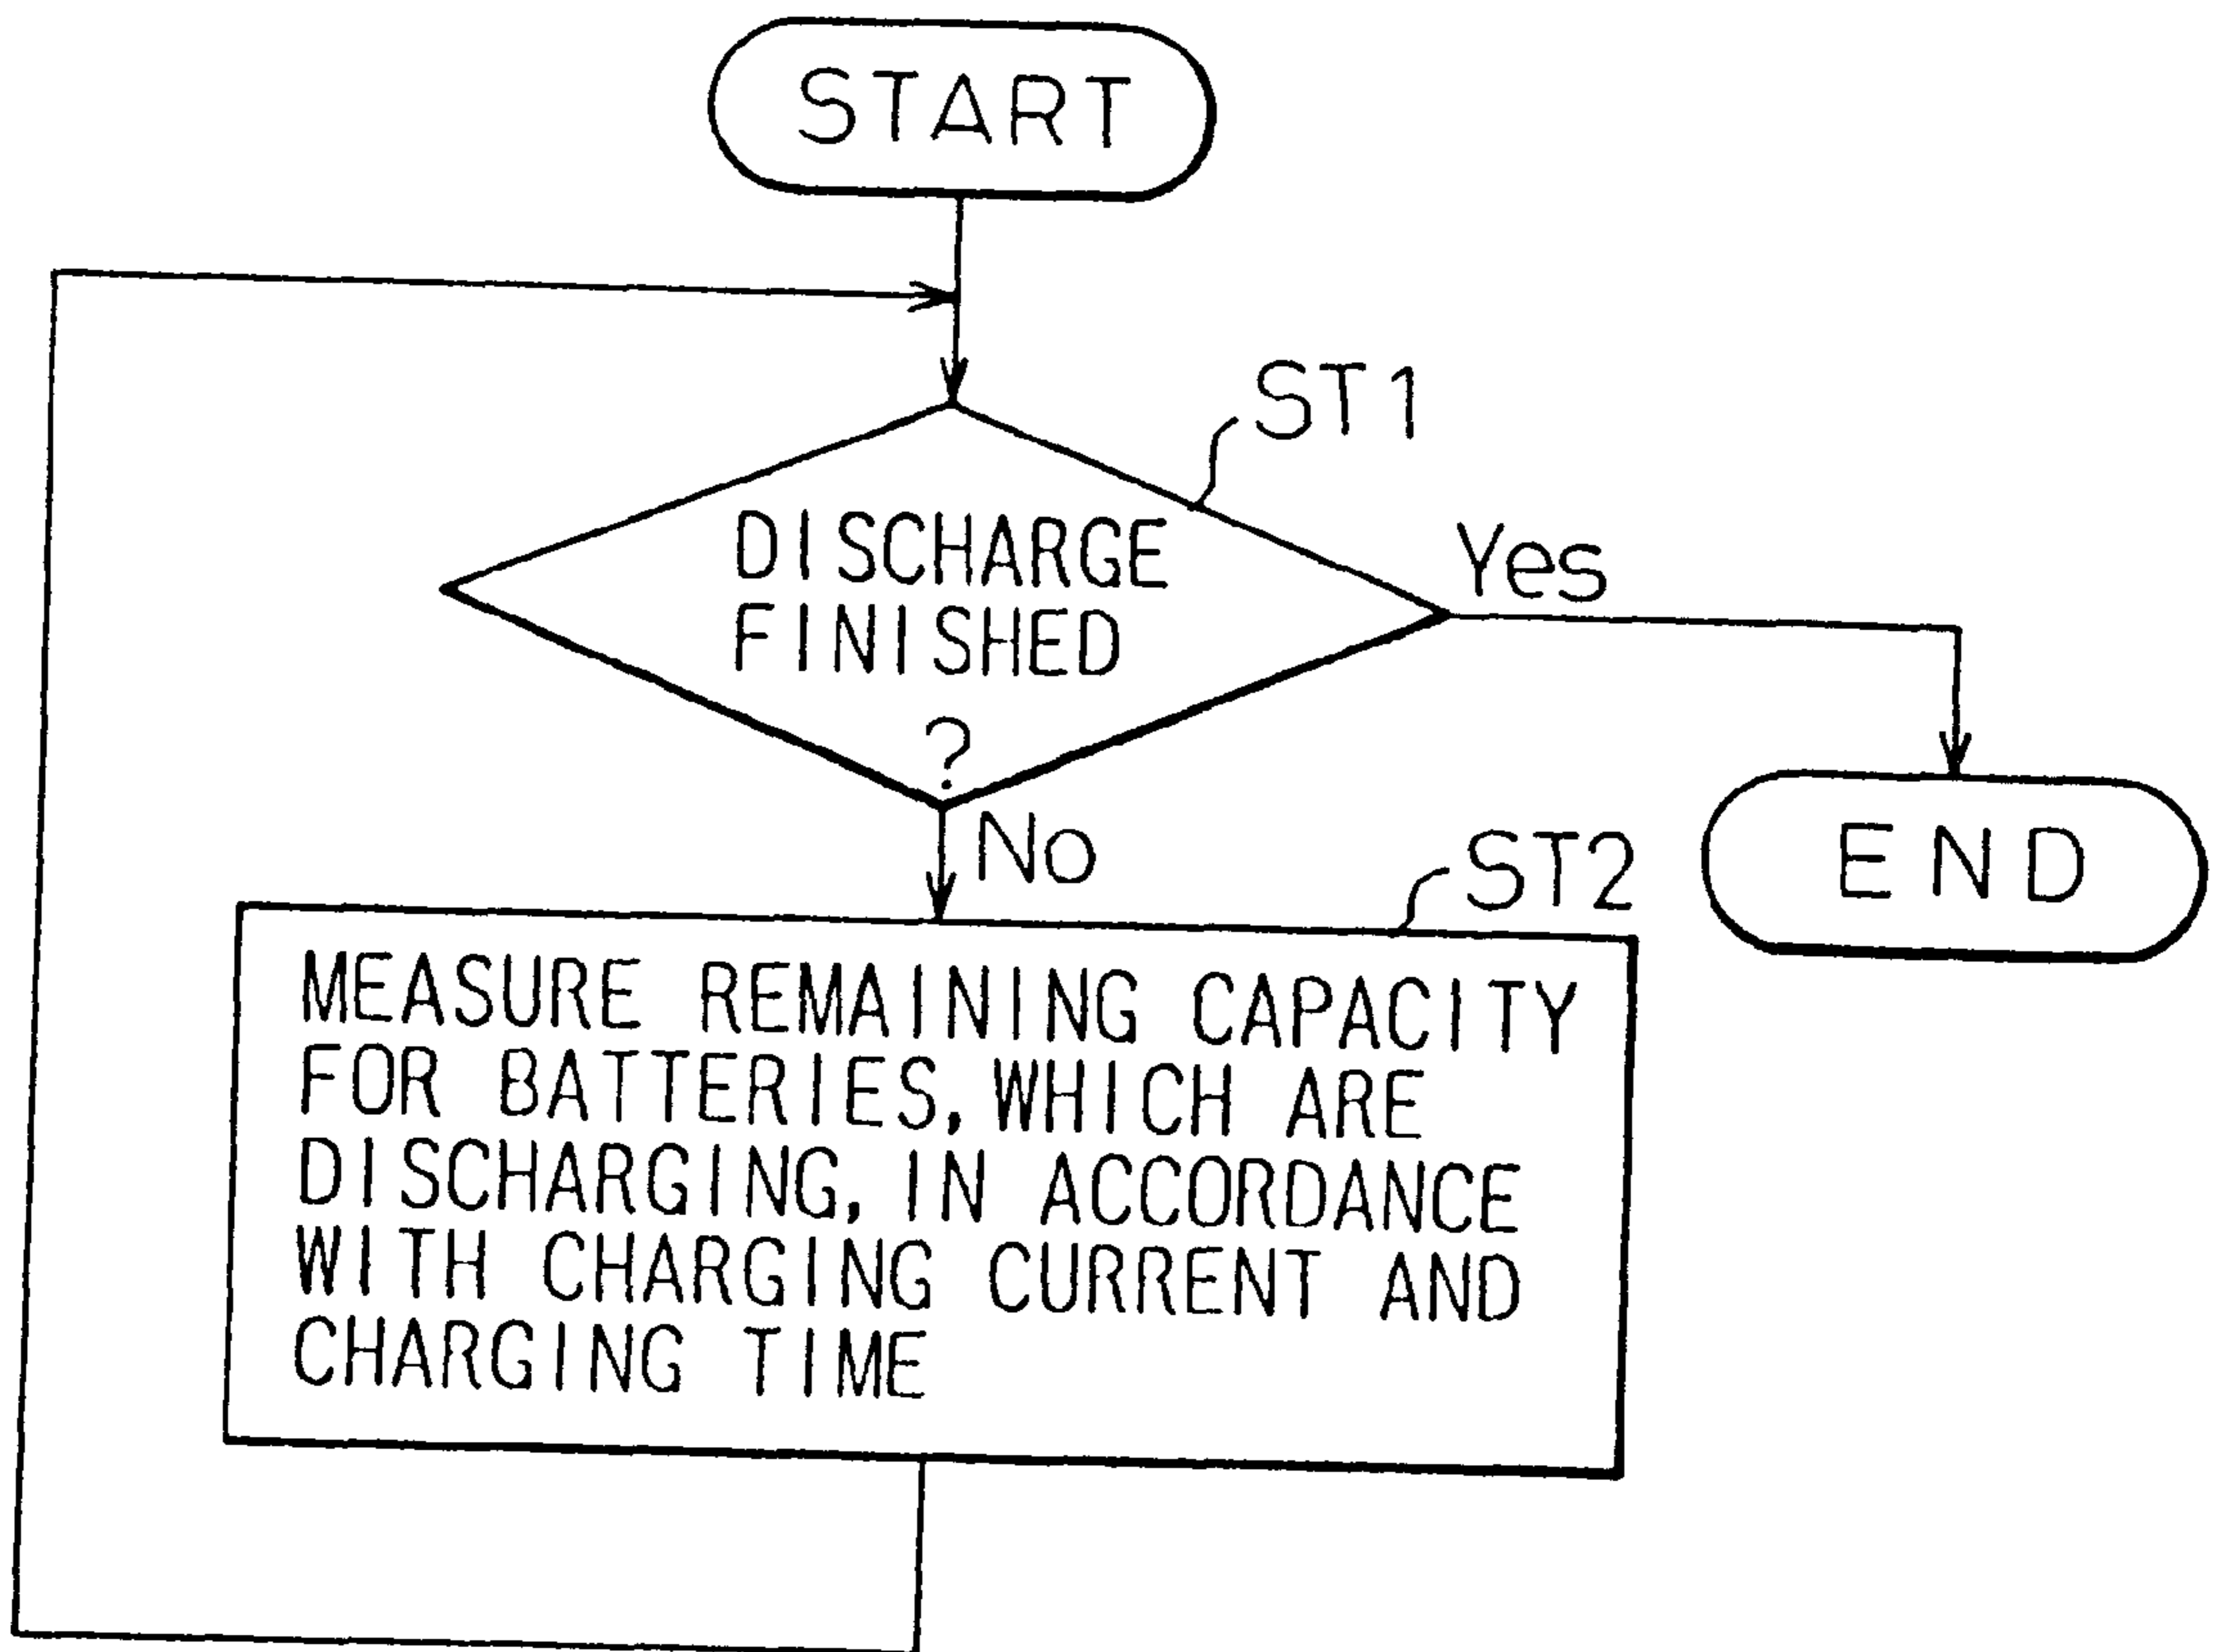 START
ST1
DISCHARGE
FINISHED
?
Yes
No
END
ST2
MEASURE REMAINING CAPACITY
FOR BATTERIES, WHICH ARE
DISCHARGING, IN ACCORDANCE
WITH CHARGING CURRENT AND
CHARGING TIME